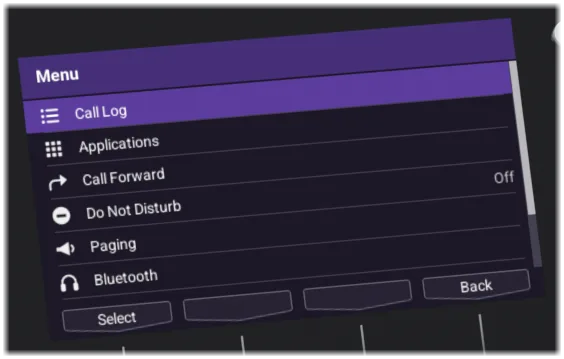 Menu
Call Log
Applications
Call Forward
Do Not Disturb Off
Paging
Bluetooth
Select Back